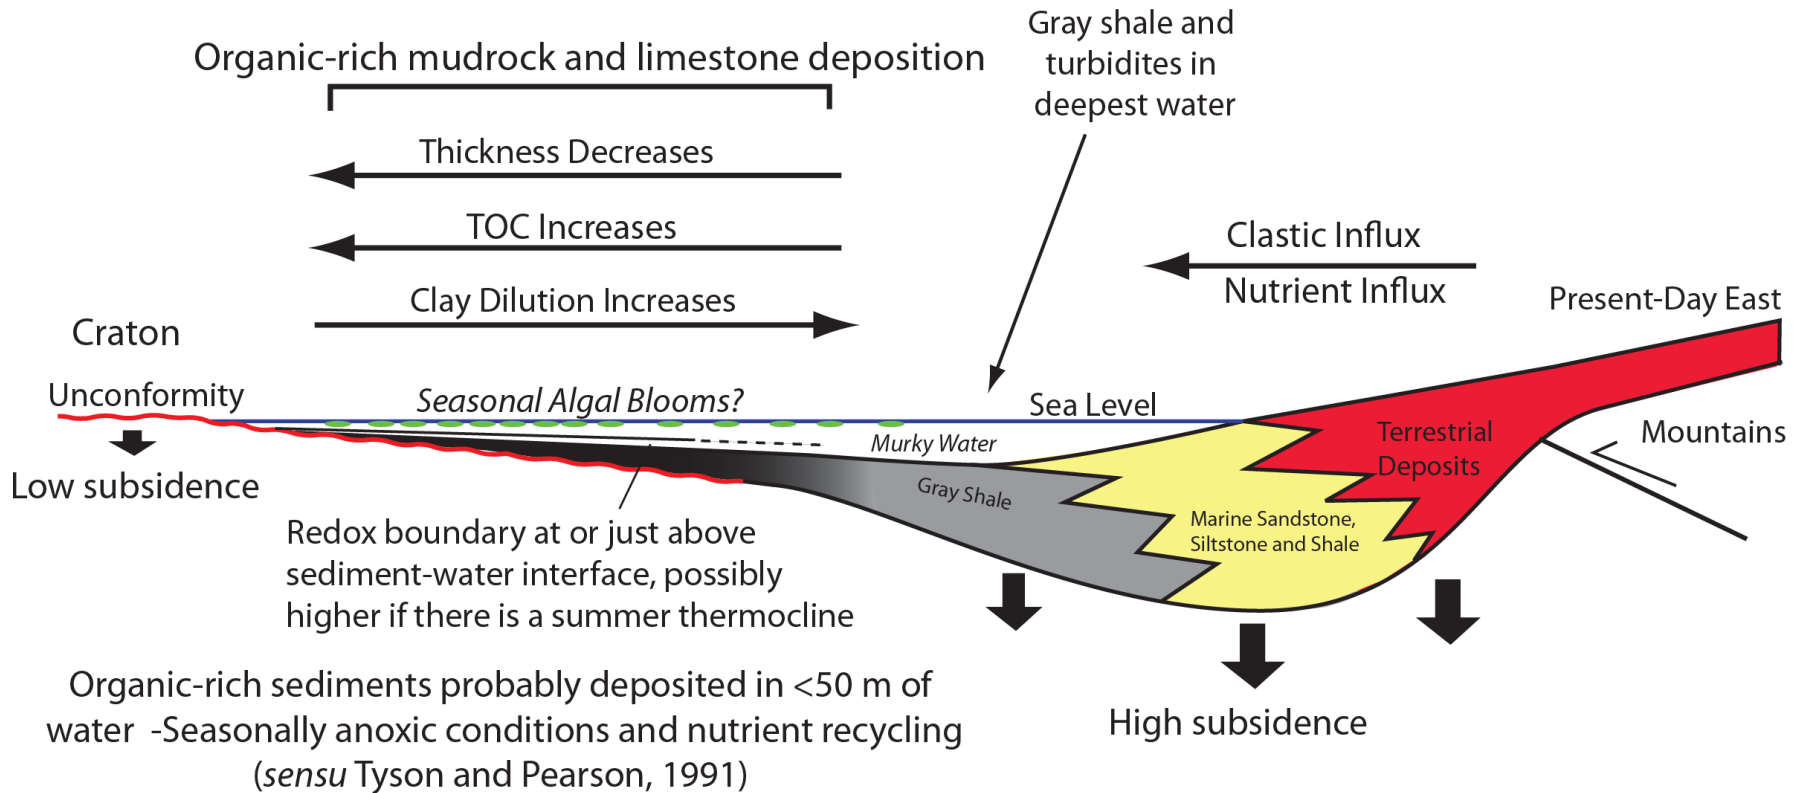 Gray shale and
turbidites in
deepest water
Organic-rich mudrock and limestone deposition
Thickness Decreases
TOC Increases
Clay Dilution Increases
Clastic Influx
Nutrient Influx
Present-Day East
Craton
Unconformity
Seasonal Algal Blooms?
Sea Level
Murky Water
Terrestrial
Deposits
Mountains
Low subsidence
Gray Shale
Marine Sandstone,
Siltstone and Shale
Redox boundary at or just above
sediment-water interface, possibly
higher if there is a summer thermocline
Organic-rich sediments probably deposited in <50 m of
water -Seasonally anoxic conditions and nutrient recycling
(sensu Tyson and Pearson, 1991)
High subsidence